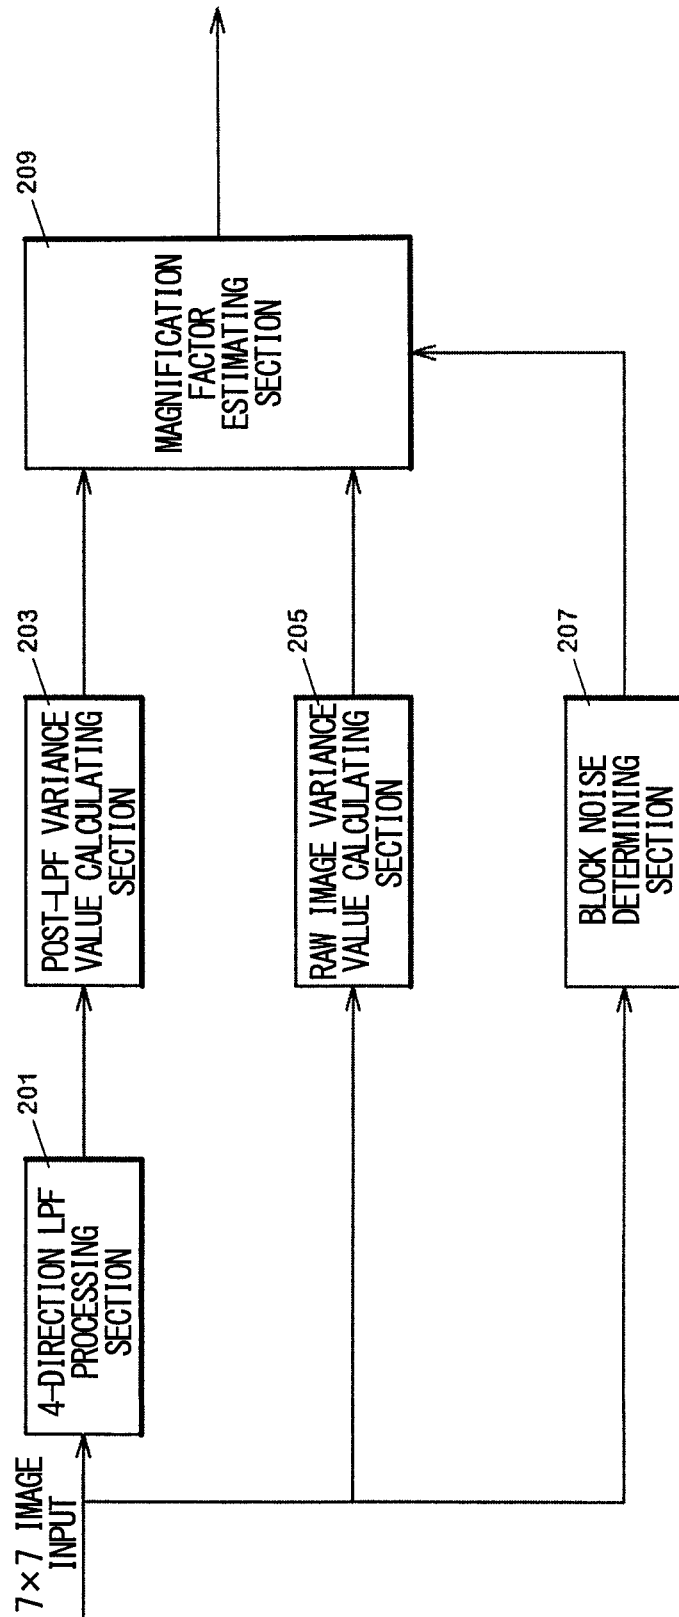 7×7 IMAGE
INPUT
201
4-DIRECTION LPF
PROCESSING
SECTION
203
POST-LPF VARIANCE
VALUE CALCULATING
SECTION
205
RAW IMAGE VARIANCE
VALUE CALCULATING
SECTION
207
BLOCK NOISE
DETERMINING
SECTION
209
MAGNIFICATION
FACTOR
ESTIMATING
SECTION